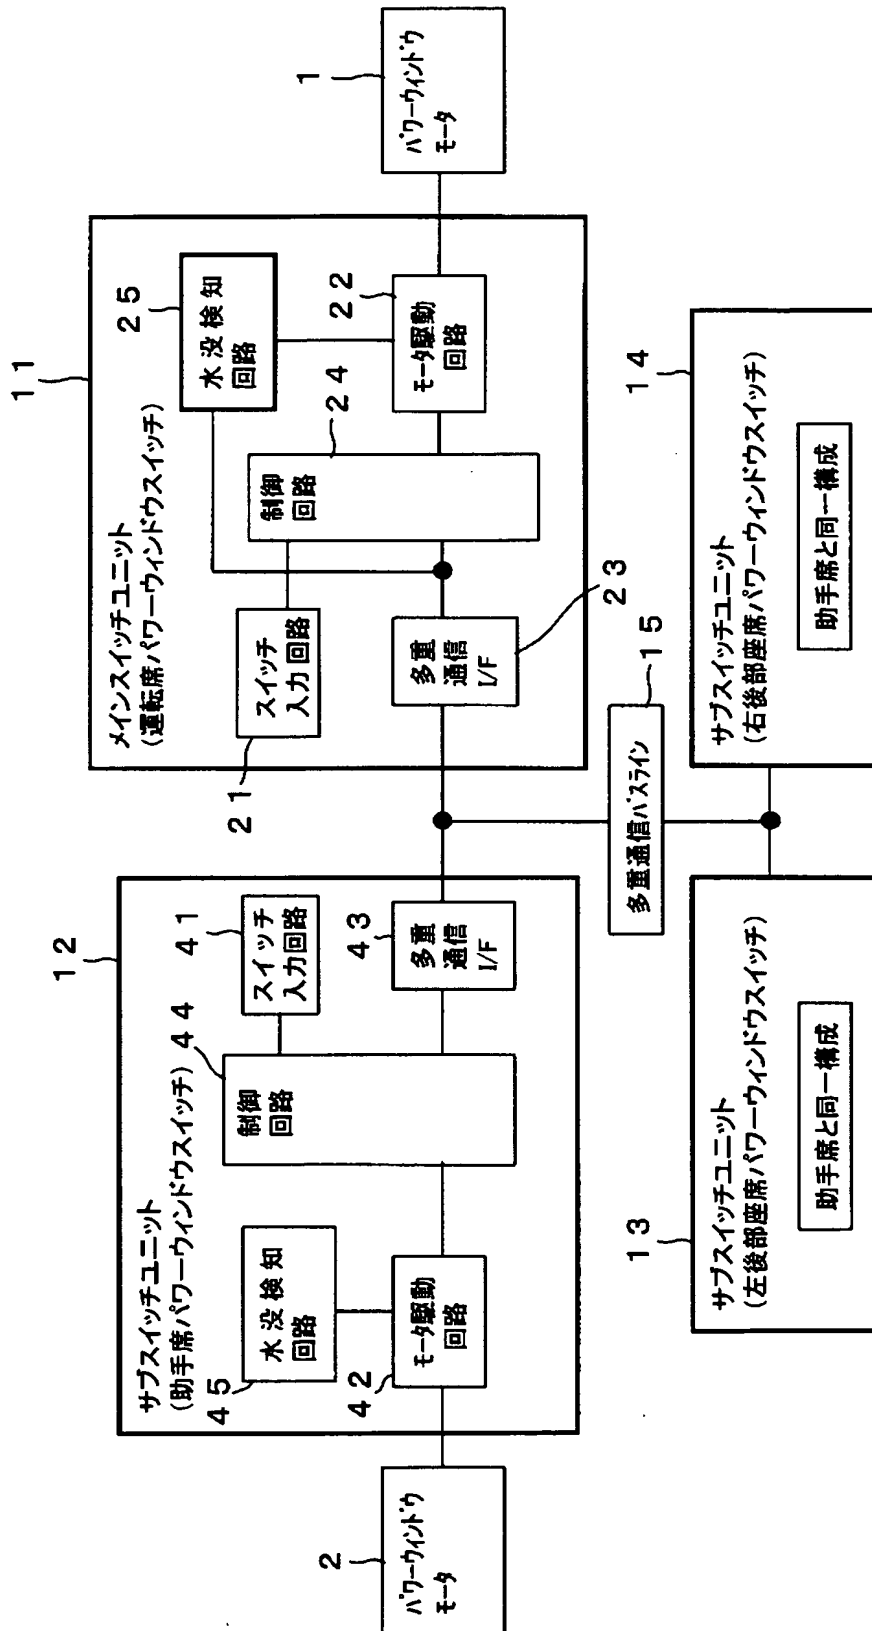 12
サブスイッチユニット
(助手席パワーウィンドウスイッチ)
水没検知
回路
45
44
制御
回路
スイッチ
入力回路
41
モータ駆動
回路
42
多重
通信
I/F
43
2
パワーウィンドウ
モータ
11
メインスイッチユニット
(運転席パワーウィンドウスイッチ)
スイッチ
入力回路
21
制御
回路
24
水没検知
回路
25
多重
通信
I/F
23
モータ駆動
回路
22
1
パワーウィンドウ
モータ
多重通信バスライン
15
13
サブスイッチユニット
(左後部座席パワーウィンドウスイッチ)
助手席と同一構成
サブスイッチユニット
(右後部座席パワーウィンドウスイッチ)
14
助手席と同一構成